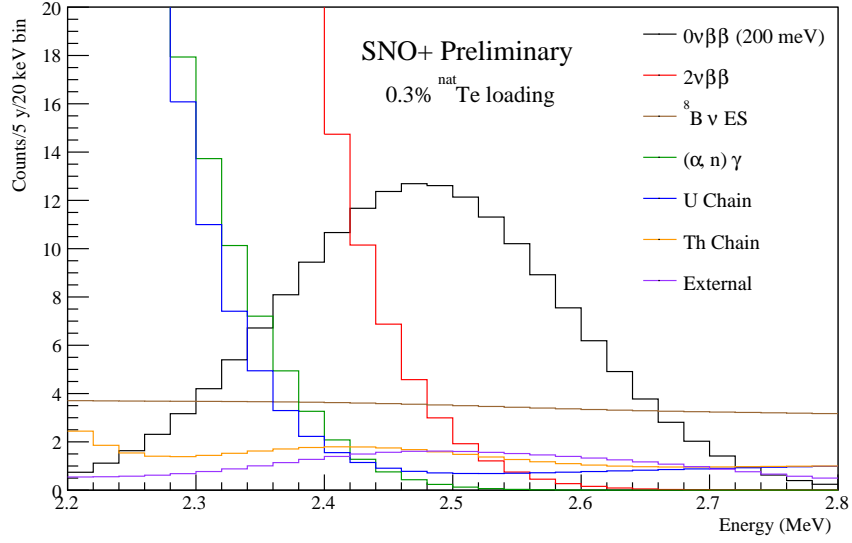 Counts/5 y/20 keV bin
20
18
16
14
12
10
8
6
4
2
0
SNO+ Preliminary
0.3% ⁿᵃᵗTe loading
0νββ (200 meV)
2νββ
⁸B ν ES
(α, n) γ
U Chain
Th Chain
External
2.2 2.3 2.4 2.5 2.6 2.7 2.8
Energy (MeV)